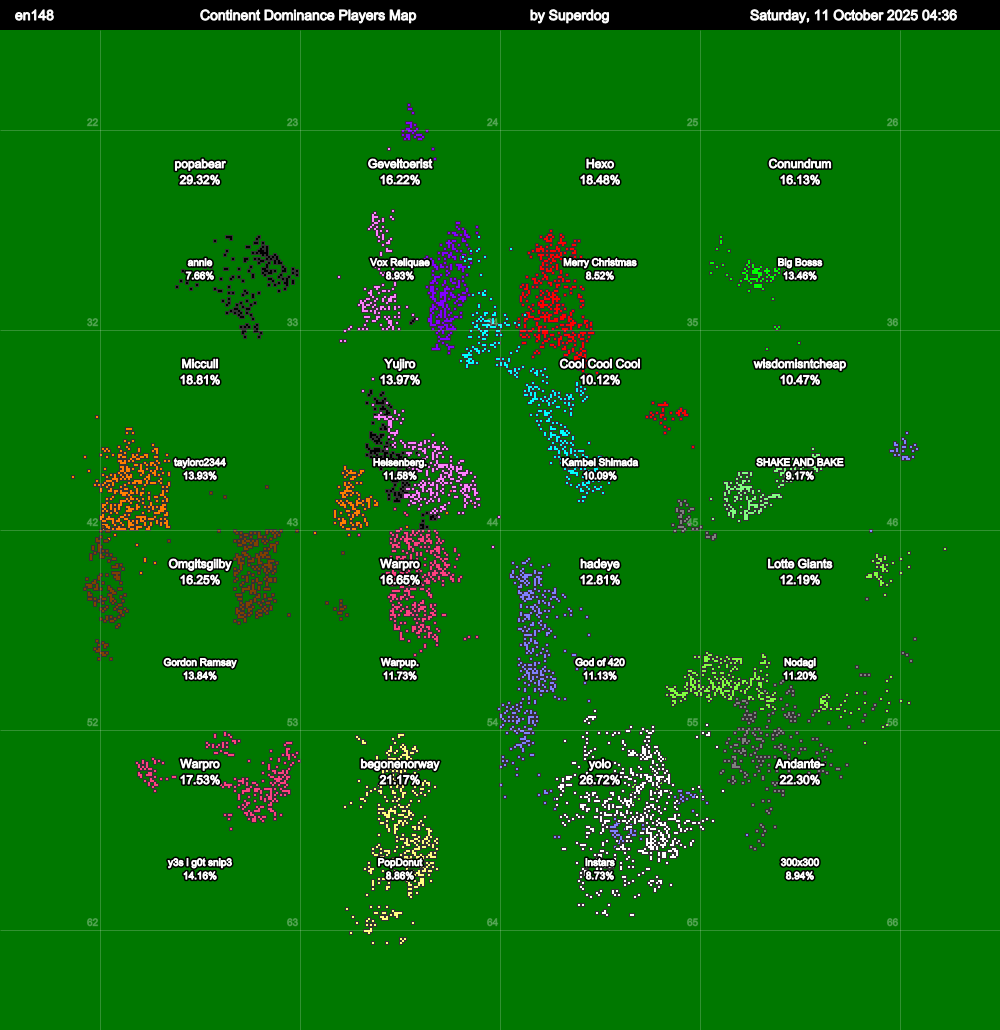 en148 Continent Dominance Players Map by Superdog Saturday, 11 October 2025 04:36
22 23 24 25 26
popabear Geveltoerist Hexo Conundrum
29.32% 16.22% 18.48% 16.13%
annie Vox Reliquae Merry Christmas Big Bosss
7.66% 8.93% 8.52% 13.46%
32 33 35 36
Miccull Yujiro Cool Cool Cool wisdomisntcheap
18.81% 13.97% 10.12% 10.47%
taylorc2344 Heisenberg. Kambei Shimada SHAKE AND BAKE
13.93% 11.58% 10.09% 9.17%
42 43 44 45 46
Omgitsgilby Warpro hadeye Lotte Giants
16.25% 16.65% 12.81% 12.19%
Gordon Ramsay Warpup. God of 420 Nodagi
13.84% 11.73% 11.13% 11.20%
52 53 54 55 56
Warpro begonenorway yolo Andante-
17.53% 21.17% 26.72% 22.30%
y3s i g0t snip3 PopDonut Instars 300x300
14.16% 8.86% 8.73% 8.94%
62 63 64 65 66